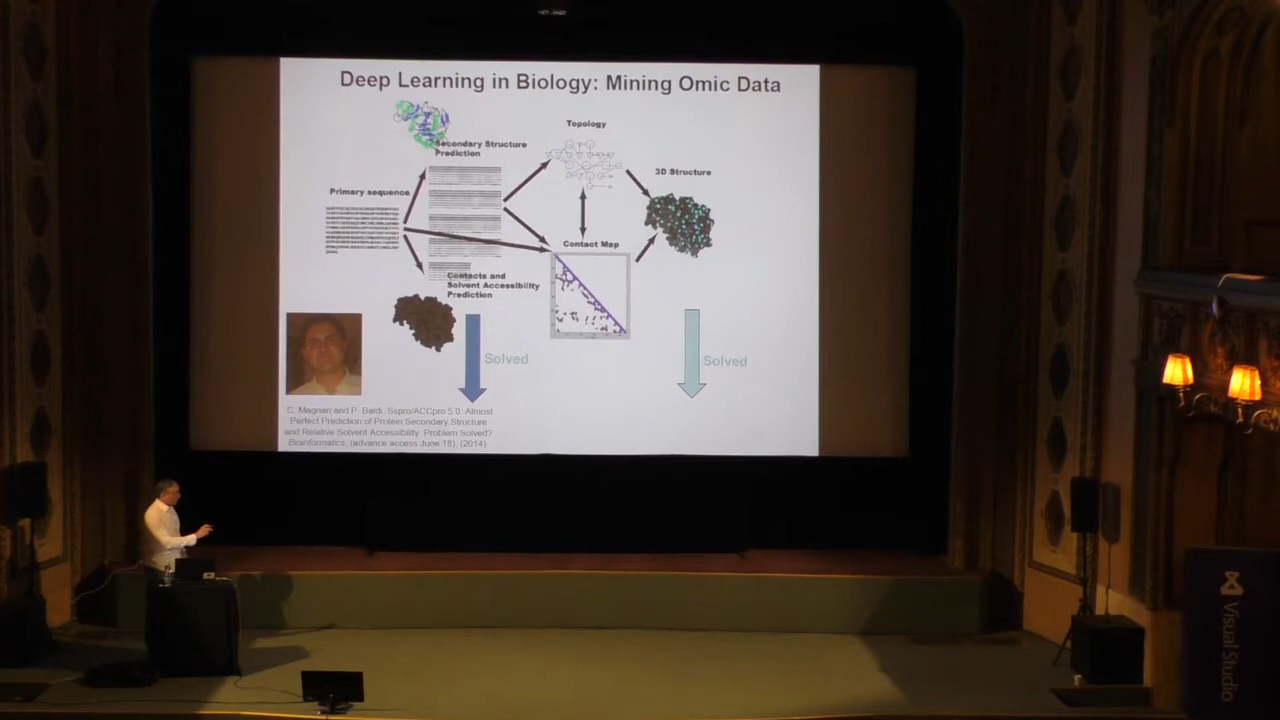 Deep Learning in Biology: Mining Omic Data
Topology
Secondary Structure
Prediction
3D Structure
Primary sequence
Contact Map
Contacts and
Solvent Accessibility
Prediction
Solved
Solved
C. Magnan and P. Baldi. Sspro/ACCpro 5.0: Almost
Perfect Prediction of Protein Secondary Structure
and Relative Solvent Accessibility. Problem Solved?
Bioinformatics, (advance access June 18), (2014).
Visual Studio